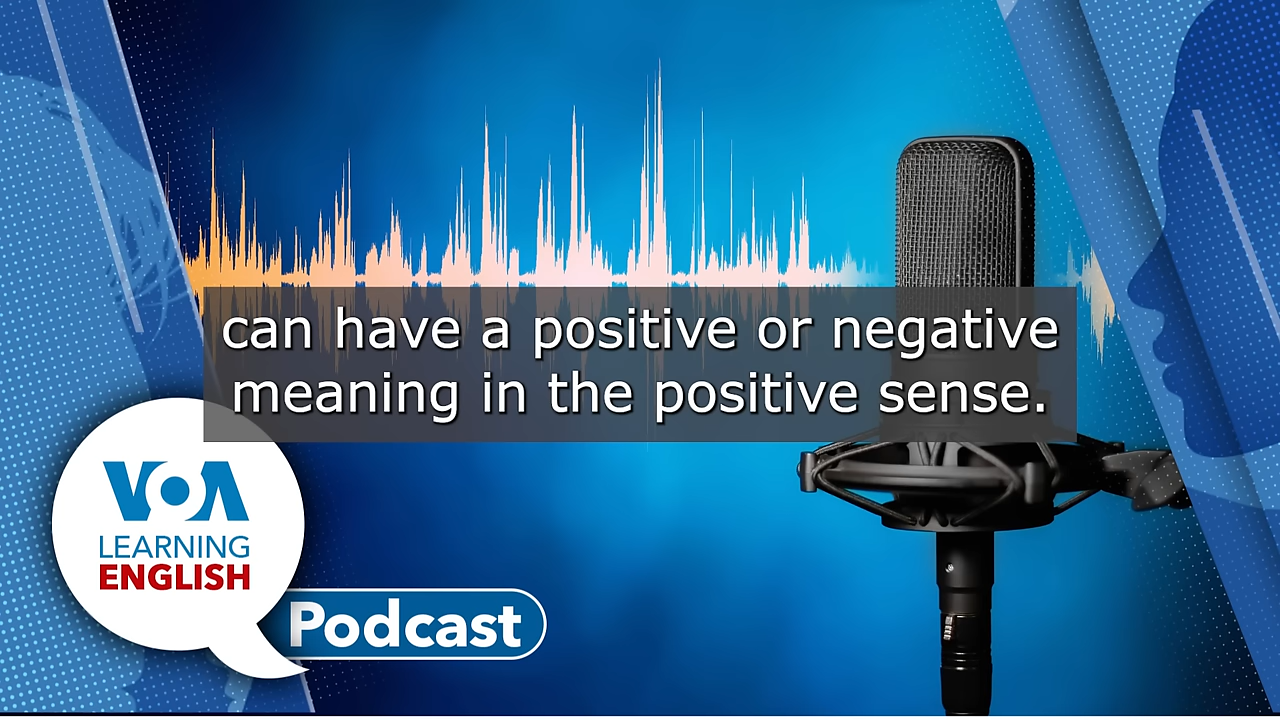 can have a positive or negative
meaning in the positive sense.
VOA
LEARNING
ENGLISH
Podcast